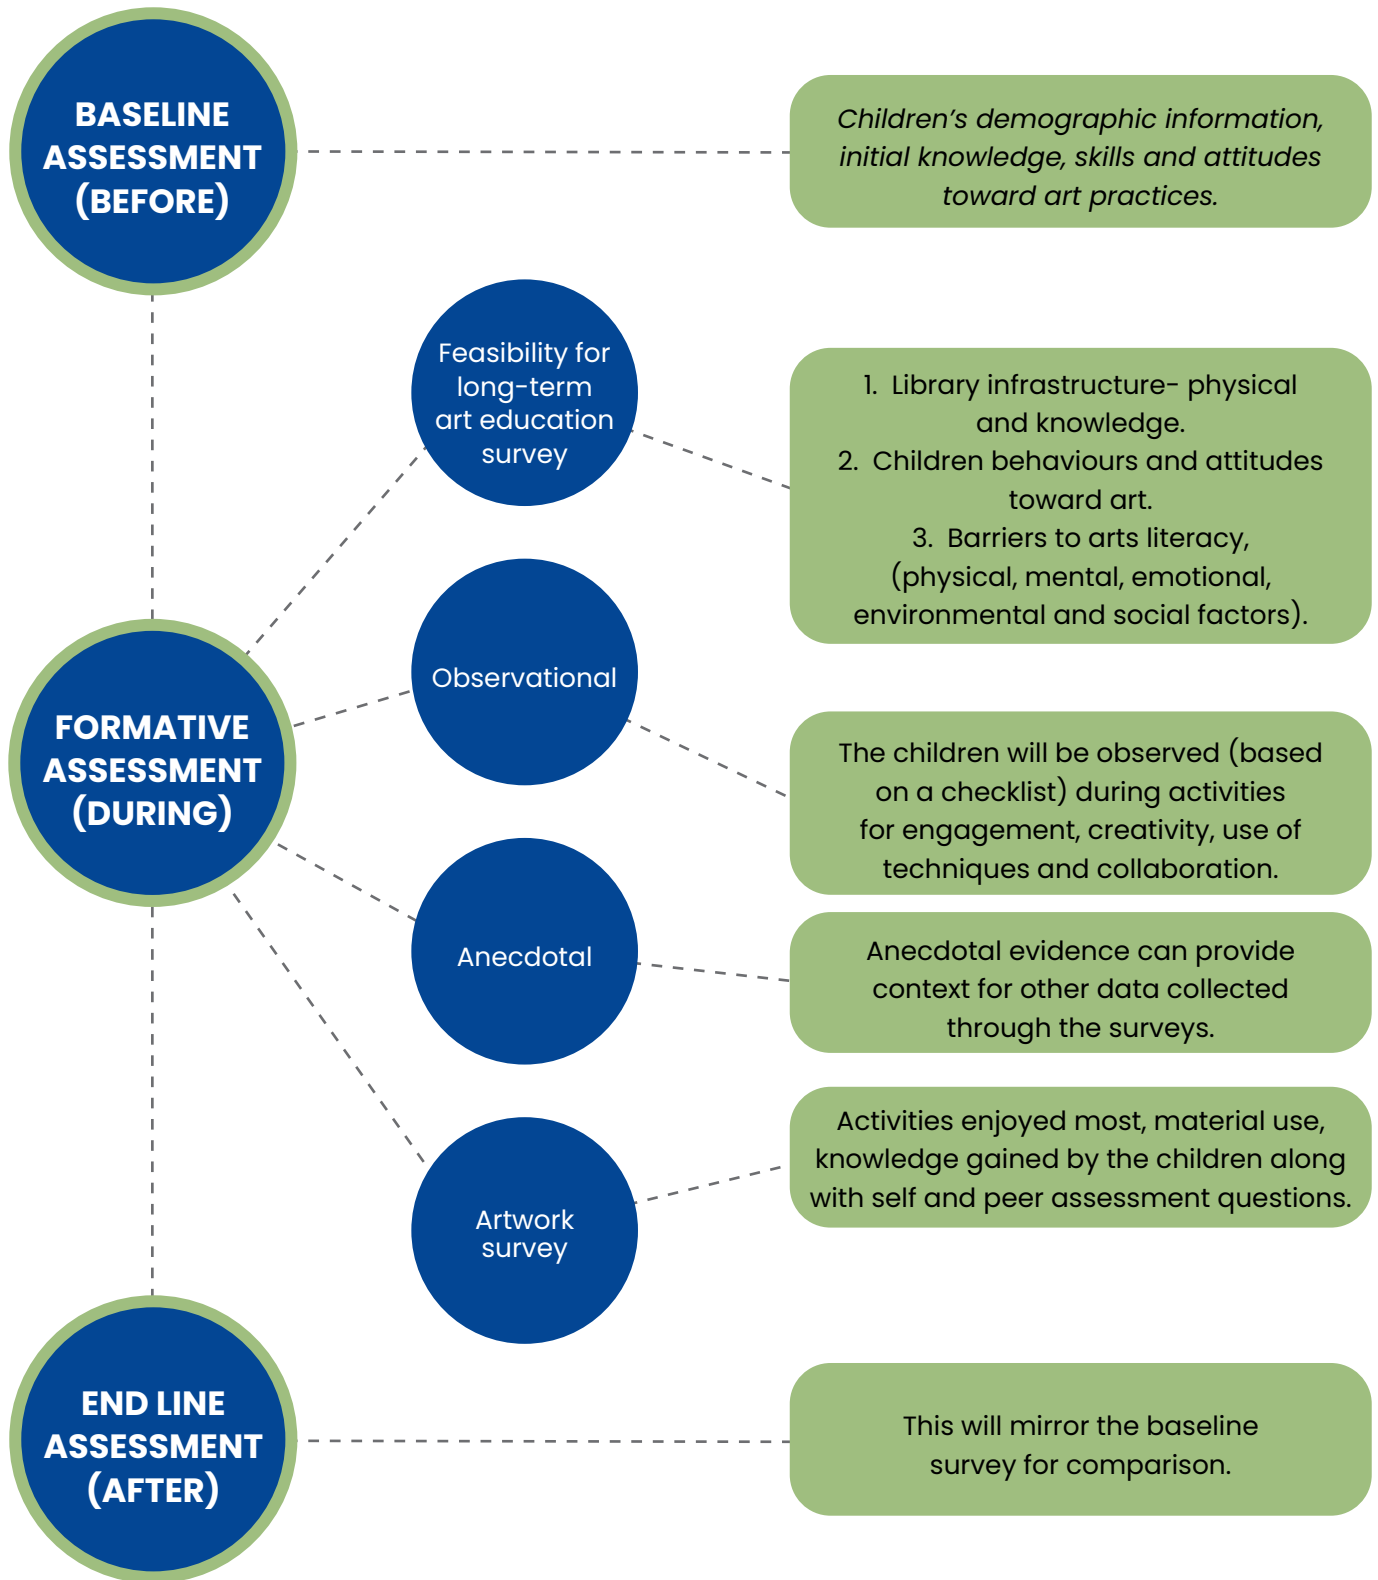 BASELINE
ASSESSMENT
(BEFORE)
Children’s demographic information,
initial knowledge, skills and attitudes
toward art practices.
Feasibility for
long-term
art education
survey
1. Library infrastructure- physical
and knowledge.
2. Children behaviours and attitudes
toward art.
3. Barriers to arts literacy,
(physical, mental, emotional,
environmental and social factors).
FORMATIVE
ASSESSMENT
(DURING)
Observational
The children will be observed (based
on a checklist) during activities
for engagement, creativity, use of
techniques and collaboration.
Anecdotal
Anecdotal evidence can provide
context for other data collected
through the surveys.
Artwork
survey
Activities enjoyed most, material use,
knowledge gained by the children along
with self and peer assessment questions.
END LINE
ASSESSMENT
(AFTER)
This will mirror the baseline
survey for comparison.